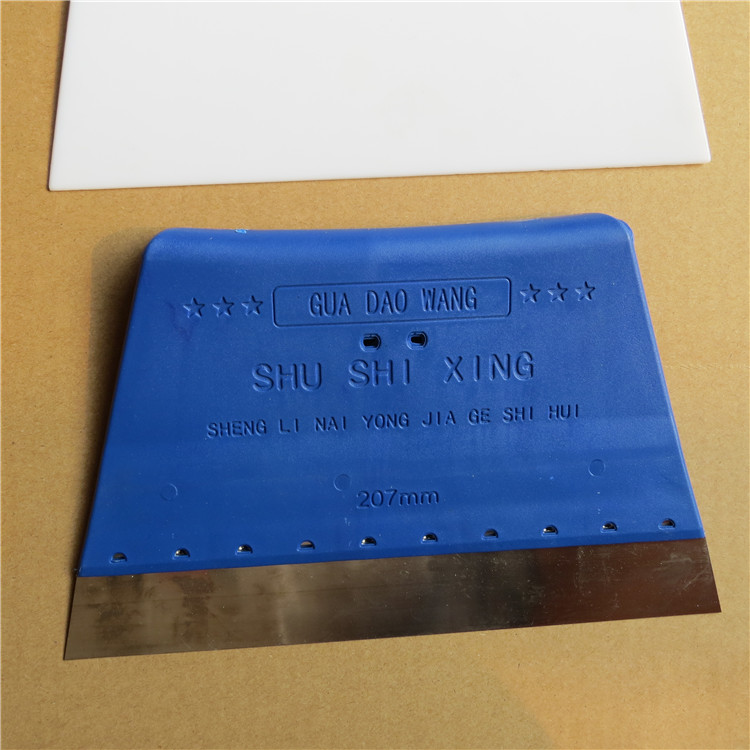 ☆☆☆ GUA DAO WANG ☆☆☆
SHU SHI XING
SHENG LI NAI YONG JIA GE SHI HUI
207mm